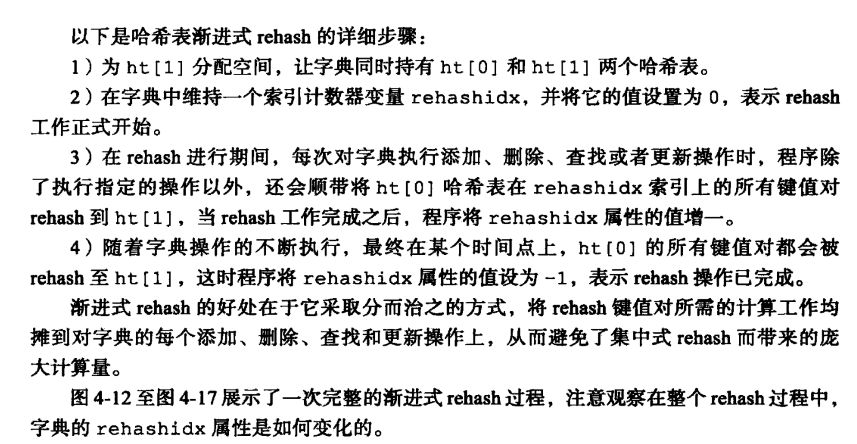 以下是哈希表渐进式 rehash 的详细步骤：
1）为 ht[1] 分配空间，让字典同时持有 ht[0] 和 ht[1] 两个哈希表。
2）在字典中维持一个索引计数器变量 rehashidx，并将它的值设置为 0，表示 rehash
工作正式开始。
3）在 rehash 进行期间，每次对字典执行添加、删除、查找或者更新操作时，程序除
了执行指定的操作以外，还会顺带将 ht[0] 哈希表在 rehashidx 索引上的所有键值对
rehash 到 ht[1]，当 rehash 工作完成之后，程序将 rehashidx 属性的值增一。
4）随着字典操作的不断执行，最终在某个时间点上，ht[0] 的所有键值对都会被
rehash 至 ht[1]，这时程序将 rehashidx 属性的值设为 -1，表示 rehash 操作已完成。
渐进式 rehash 的好处在于它采取分而治之的方式，将 rehash 键值对所需的计算工作均
摊到对字典的每个添加、删除、查找和更新操作上，从而避免了集中式 rehash 而带来的庞
大计算量。
图 4-12 至图 4-17 展示了一次完整的渐进式 rehash 过程，注意观察在整个 rehash 过程中，
字典的 rehashidx 属性是如何变化的。